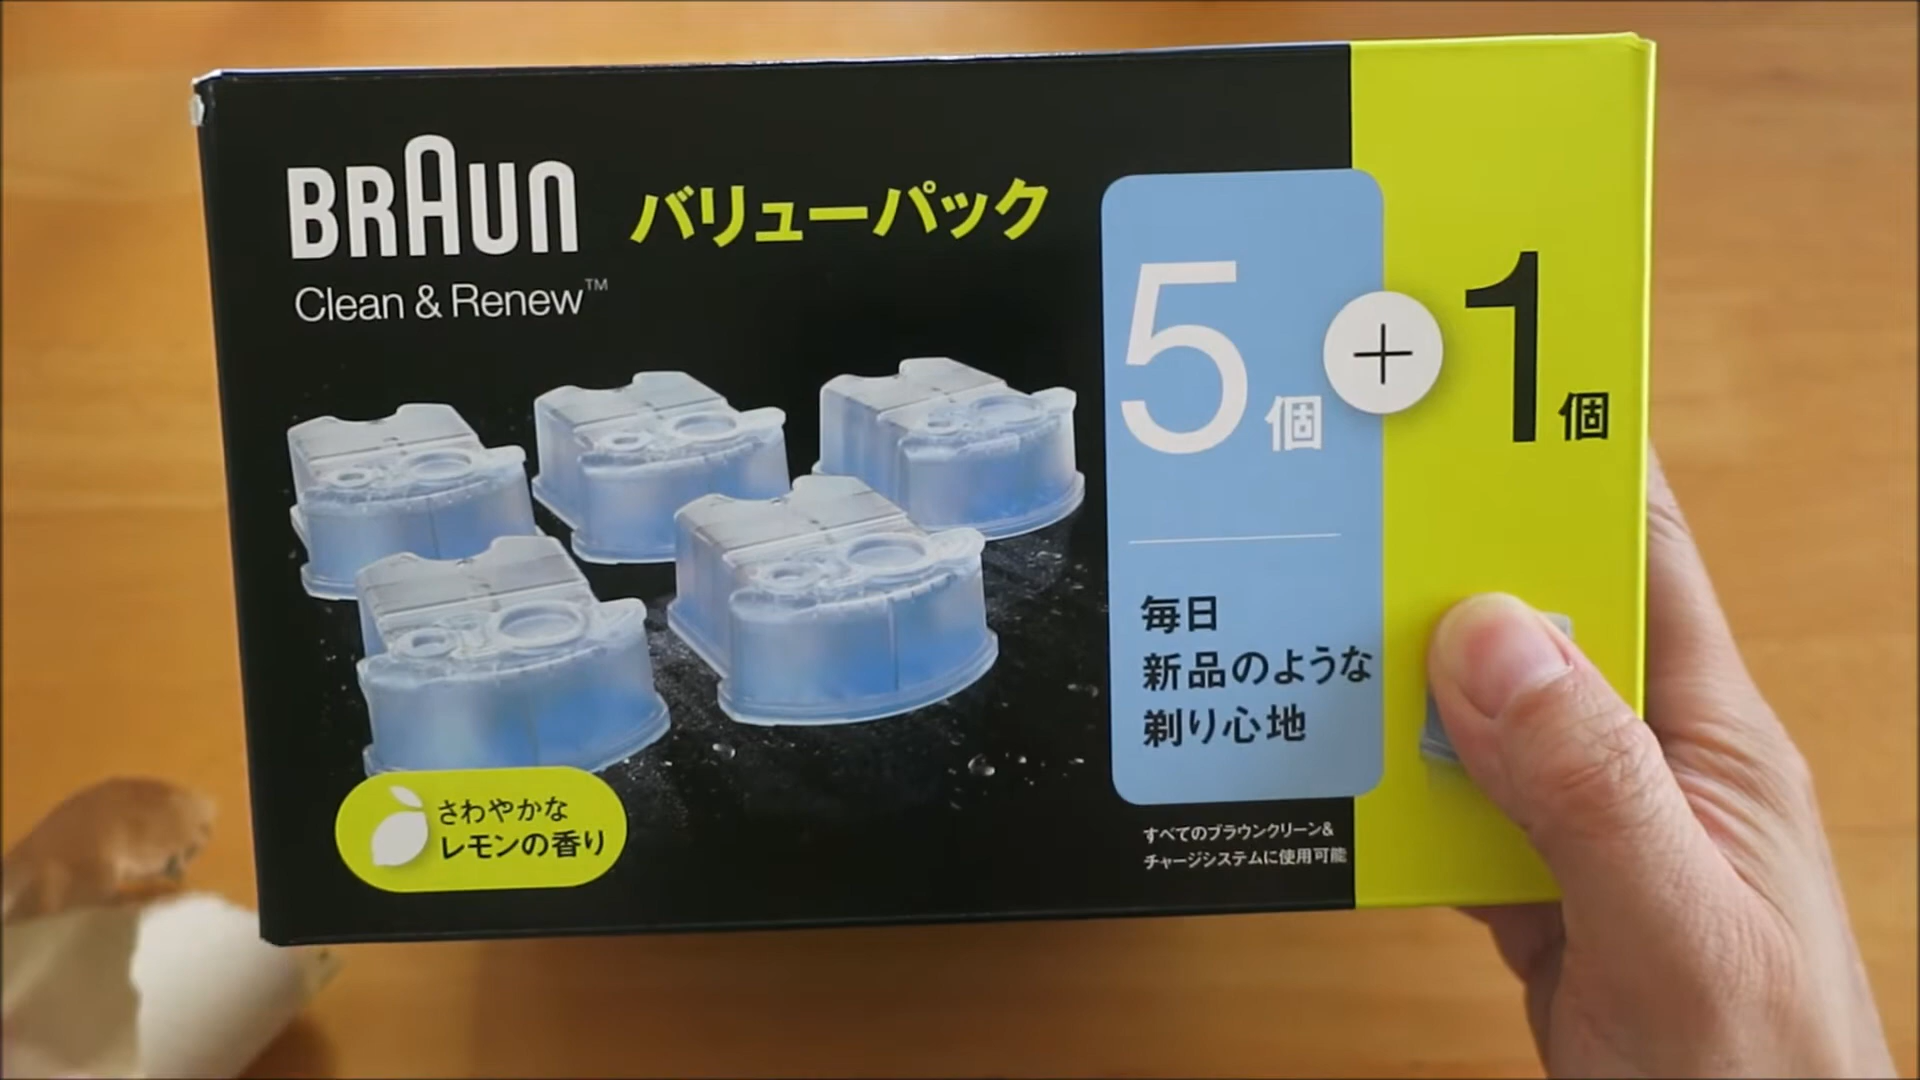 BRAUN
Clean & Renew™
バリューパック
5個
+
1個
毎日
新品のような
剃り心地
さわやかな
レモンの香り
すべてのブラウンクリーン&
チャージシステムに使用可能